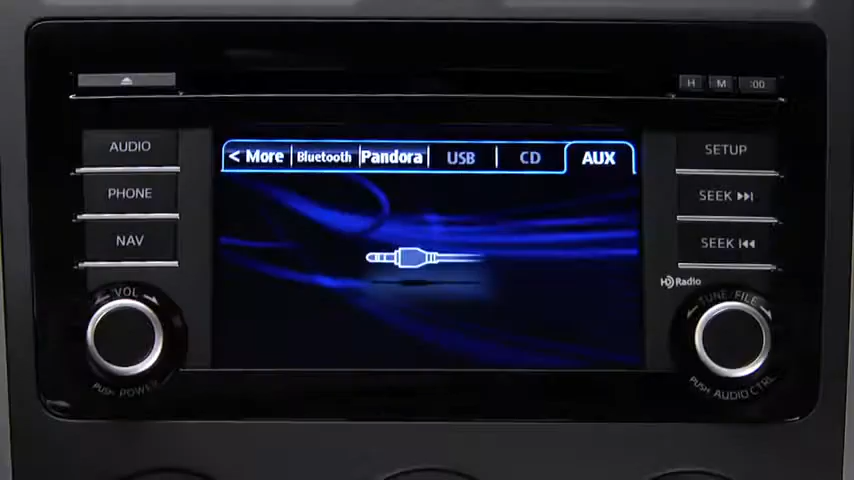 H M :00
AUDIO
PHONE
NAV
VOL
PUSH POWER
< More Bluetooth Pandora USB CD AUX
SETUP
SEEK
SEEK
HD Radio
TUNE/FILE
PUSH AUDIO CTRL